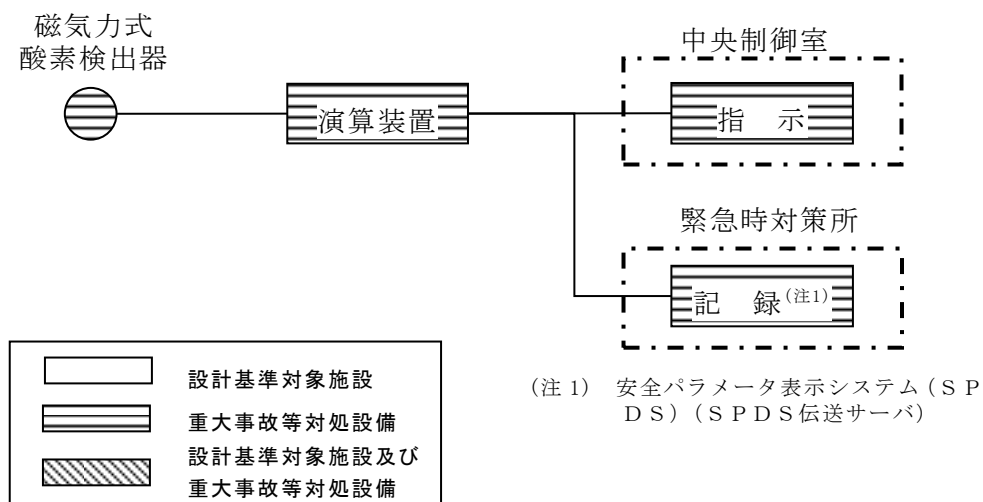 磁気力式
酸素検出器
演算装置
中央制御室
指　示
緊急時対策所
記　録(注1)
(注 1)　安全パラメータ表示システム(ＳＰ
ＤＳ)(ＳＰＤＳ伝送サーバ)
設計基準対象施設
重大事故等対処設備
設計基準対象施設及び
重大事故等対処設備